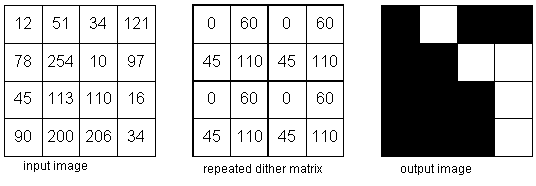 12 51 34 121 0 60 0 60
78 254 10 97 45 110 45 110
45 113 110 16 0 60 0 60
90 200 206 34 45 110 45 110
input image repeated dither matrix output image